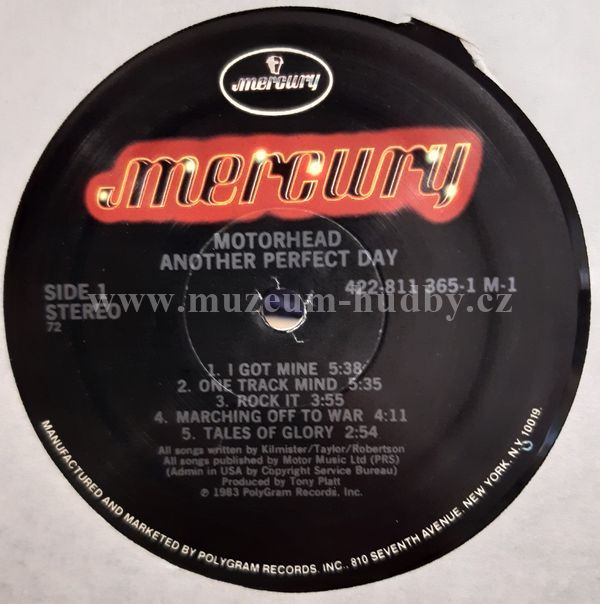 mercury
mercury
MOTORHEAD
ANOTHER PERFECT DAY
SIDE 1
STEREO
72
422-811 365-1 M-1
www.muzeum-hudby.cz
1. I GOT MINE 5:38
2. ONE TRACK MIND 5:35
3. ROCK IT 3:55
4. MARCHING OFF TO WAR 4:11
5. TALES OF GLORY 2:54
All songs written by Kilmister/Taylor/Robertson
All songs published by Motor Music Ltd (PRS)
(Admin in USA by Copyright Service Bureau)
Produced by Tony Platt
℗ 1983 PolyGram Records, Inc.
MANUFACTURED AND MARKETED BY POLYGRAM RECORDS, INC., 810 SEVENTH AVENUE, NEW YORK, N.Y. 10019.